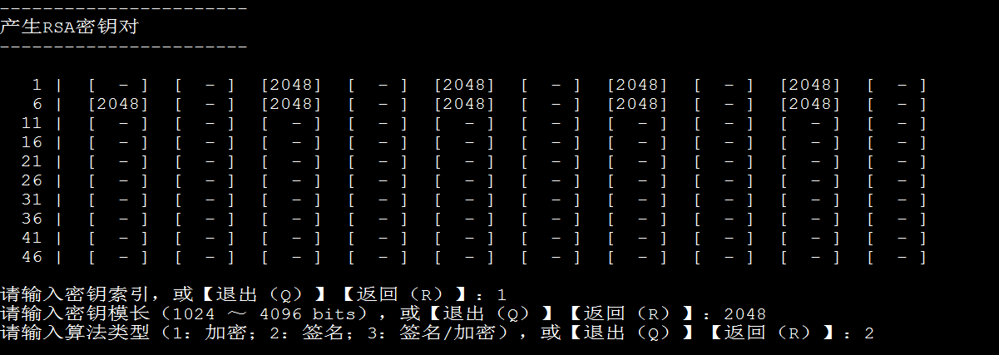 -----------------------
产生RSA密钥对
-----------------------
1 | [ - ] [ - ] [2048] [ - ] [2048] [ - ] [2048] [ - ] [2048] [ - ]
6 | [2048] [ - ] [2048] [ - ] [2048] [ - ] [2048] [ - ] [2048] [ - ]
11 | [ - ] [ - ] [ - ] [ - ] [ - ] [ - ] [ - ] [ - ] [ - ] [ - ]
16 | [ - ] [ - ] [ - ] [ - ] [ - ] [ - ] [ - ] [ - ] [ - ] [ - ]
21 | [ - ] [ - ] [ - ] [ - ] [ - ] [ - ] [ - ] [ - ] [ - ] [ - ]
26 | [ - ] [ - ] [ - ] [ - ] [ - ] [ - ] [ - ] [ - ] [ - ] [ - ]
31 | [ - ] [ - ] [ - ] [ - ] [ - ] [ - ] [ - ] [ - ] [ - ] [ - ]
36 | [ - ] [ - ] [ - ] [ - ] [ - ] [ - ] [ - ] [ - ] [ - ] [ - ]
41 | [ - ] [ - ] [ - ] [ - ] [ - ] [ - ] [ - ] [ - ] [ - ] [ - ]
46 | [ - ] [ - ] [ - ] [ - ] [ - ] [ - ] [ - ] [ - ] [ - ] [ - ]
请输入密钥索引，或【退出（Q）】【返回（R）】：1
请输入密钥模长（1024 ～ 4096 bits），或【退出（Q）】【返回（R）】：2048
请输入算法类型（1：加密；2：签名；3：签名/加密），或【退出（Q）】【返回（R）】：2